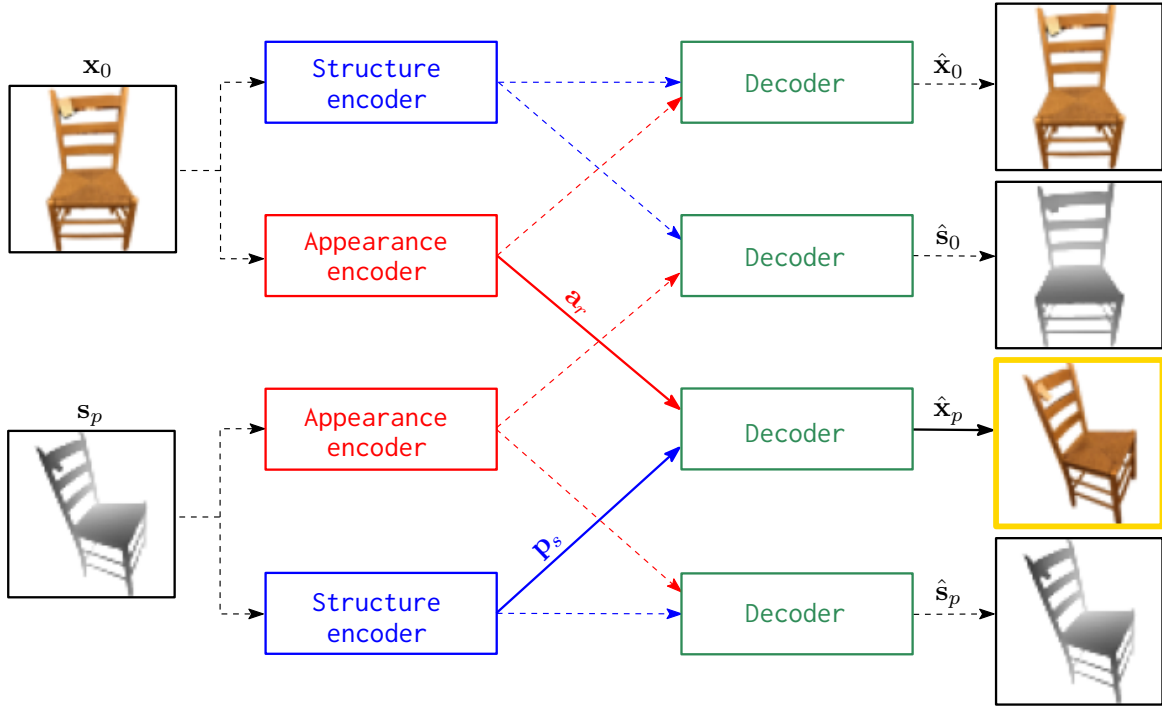 x₀
Structure
encoder
Decoder
x̂₀
Appearance
encoder
Decoder
ŝ₀
aᵣ
sₚ
Appearance
encoder
Decoder
x̂ₚ
pₛ
Structure
encoder
Decoder
ŝₚ